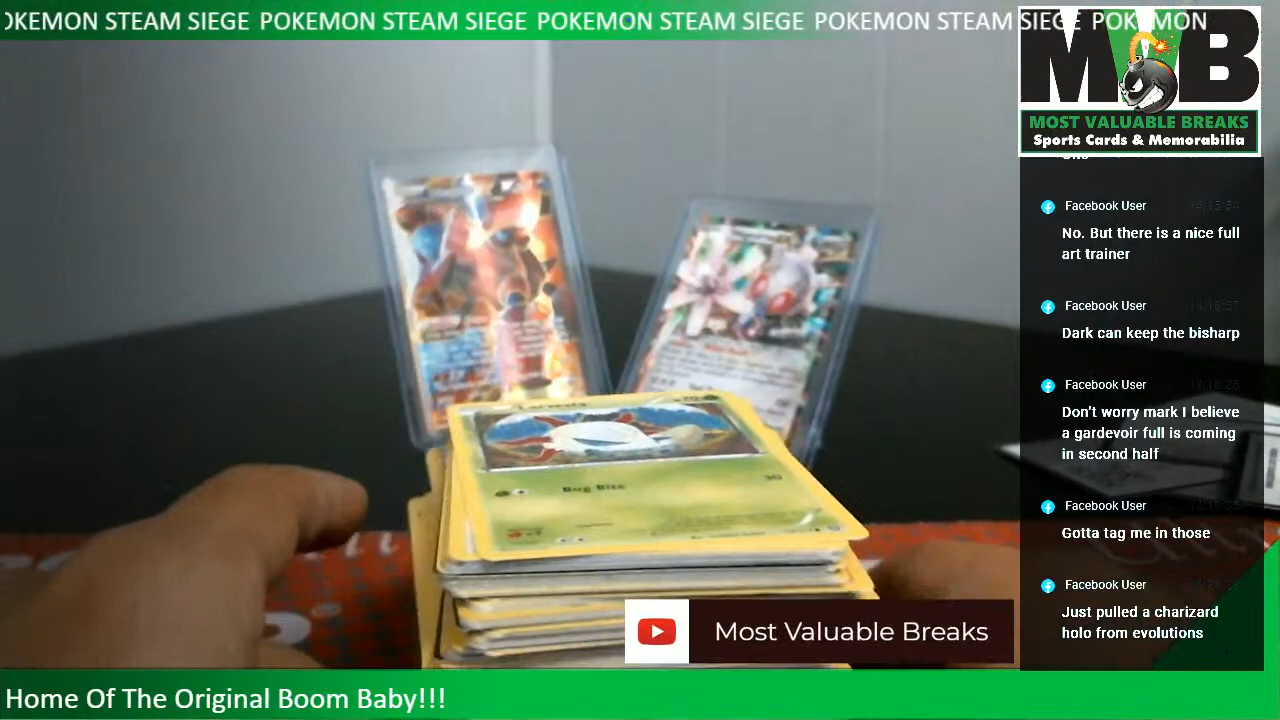 OKEMON STEAM SIEGE POKEMON STEAM SIEGE POKEMON STEAM SIEGE POKEMON STEAM SIEGE POKEMON
MVB
MOST VALUABLE BREAKS
Sports Cards & Memorabilia
Facebook User
No. But there is a nice full
art trainer
Facebook User
Dark can keep the bisharp
Facebook User
Don't worry mark I believe
a gardevoir full is coming
in second half
Facebook User
Gotta tag me in those
Facebook User
Just pulled a charizard
holo from evolutions
Bug Bite 30
Most Valuable Breaks
Home Of The Original Boom Baby!!!